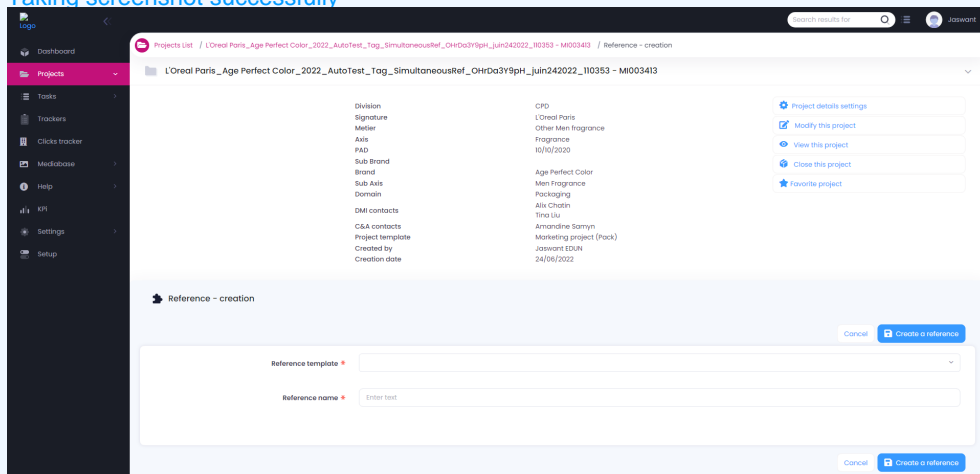 Taking screenshot successfully
Logo
Search results for
Jaswant
Dashboard
Projects
Tasks
Trackers
Clicks tracker
Mediabase
Help
KPI
Settings
Setup
Projects List / L'Oreal Paris_Age Perfect Color_2022_AutoTest_Tag_SimultaneousRef_OHrDa3Y9pH_juin242022_110353 - MI003413 / Reference - creation
L'Oreal Paris_Age Perfect Color_2022_AutoTest_Tag_SimultaneousRef_OHrDa3Y9pH_juin242022_110353 - MI003413
Division CPD
Signature L'Oreal Paris
Metier Other Men fragrance
Axis Fragrance
PAD 10/10/2020
Sub Brand
Brand Age Perfect Color
Sub Axis Men Fragrance
Domain Packaging
DMI contacts Alix Chatin
Tina Liu
C&A contacts Amandine Samyn
Project template Marketing project (Pack)
Created by Jaswant EDUN
Creation date 24/06/2022
Project details settings
Modify this project
View this project
Close this project
Favorite project
Reference - creation
Cancel Create a reference
Reference template *
Reference name * Enter text
Cancel Create a reference